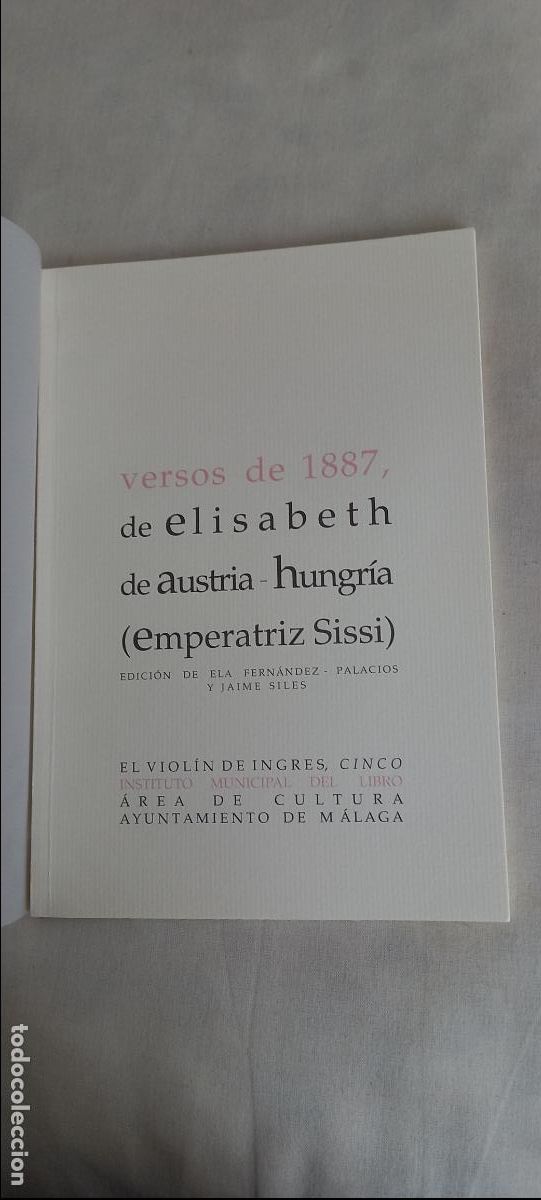 versos de 1887,
de elisabeth
de austria - hungría
(emperatriz Sissi)
EDICIÓN DE ELA FERNÁNDEZ - PALACIOS
Y JAIME SILES
EL VIOLÍN DE INGRES, CINCO
INSTITUTO MUNICIPAL DEL LIBRO
ÁREA DE CULTURA
AYUNTAMIENTO DE MÁLAGA
todocoleccion